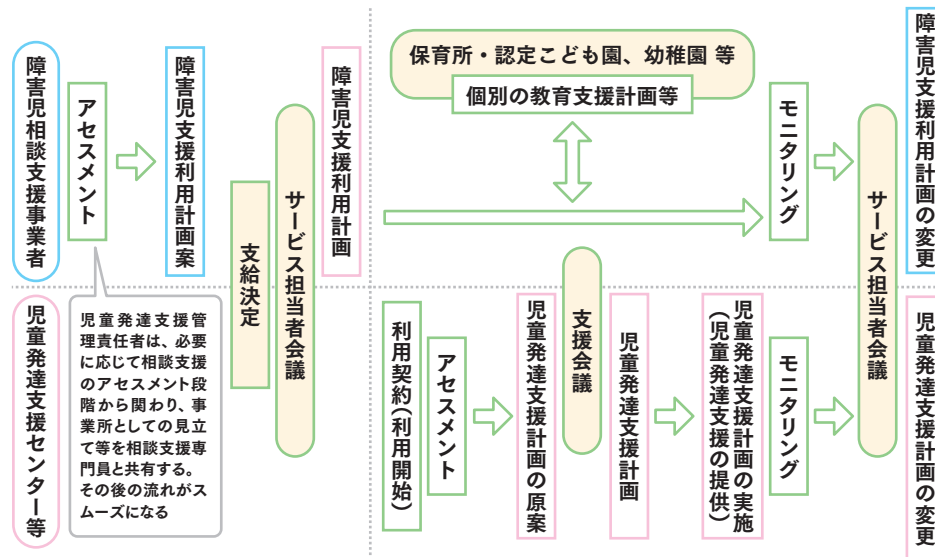 障害児相談支援事業者
アセスメント
障害児支援利用計画案
支給決定
サービス担当者会議
障害児支援利用計画
保育所・認定こども園、幼稚園 等
個別の教育支援計画等
モニタリング
サービス担当者会議
障害児支援利用計画の変更
児童発達支援センター等
児童発達支援管
理責任者は、必要
に応じて相談支援
のアセスメント段
階から関わり、事
業所としての見立
て等を相談支援専
門員と共有する。
その後の流れがス
ムーズになる
利用契約(利用開始)
アセスメント
児童発達支援計画の原案
支援会議
児童発達支援計画
児童発達支援計画の実施
(児童発達支援の提供)
モニタリング
児童発達支援計画の変更